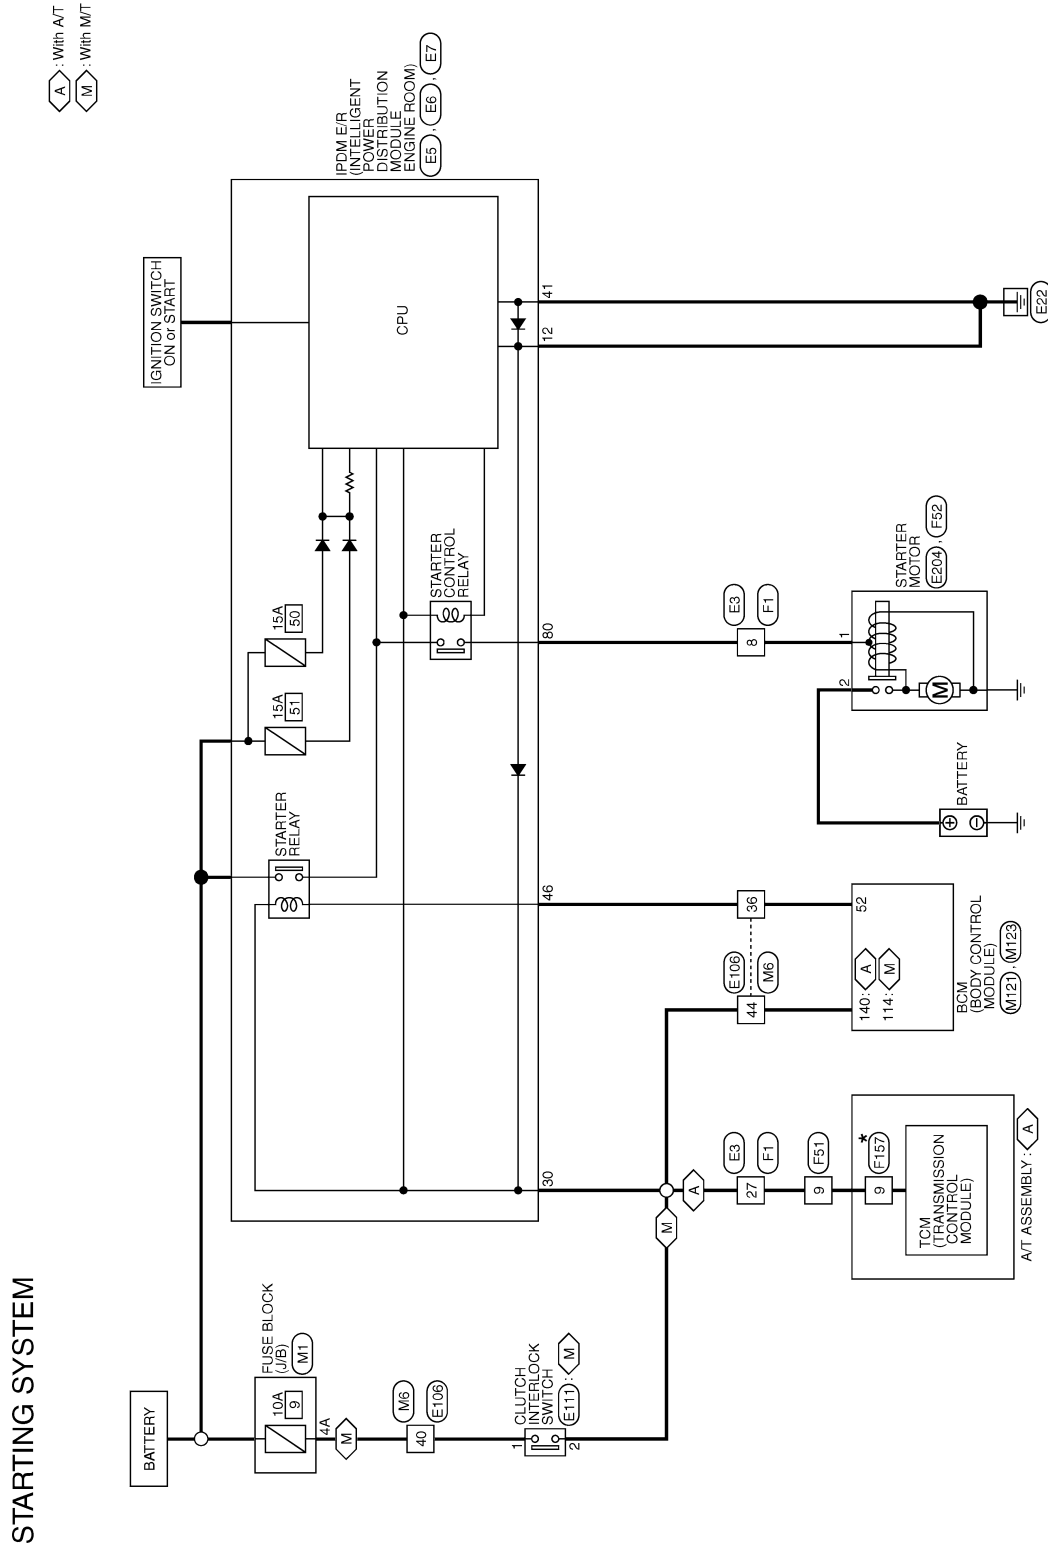 STARTING SYSTEM
A : With A/T
M : With M/T
BATTERY
FUSE BLOCK
(J/B)
M1
10A
9
4A
M
40
M6
E106
CLUTCH
INTERLOCK
SWITCH
E111 : M
1
2
M
IGNITION SWITCH
ON or START
IPDM E/R
(INTELLIGENT
POWER
DISTRIBUTION
MODULE
ENGINE ROOM)
E5 , E6 , E7
CPU
15A
51
15A
50
STARTER
RELAY
STARTER
CONTROL
RELAY
30
46
80
12
41
A
27
E3
F1
9
F51
9
F157
*
TCM
(TRANSMISSION
CONTROL
MODULE)
A/T ASSEMBLY : A
44
E106
M6
36
140: A
114: M
52
BCM
(BODY CONTROL
MODULE)
M121 , M123
BATTERY
+
−
8
E3
F1
2
1
M
STARTER
MOTOR
E204 , F52
E22